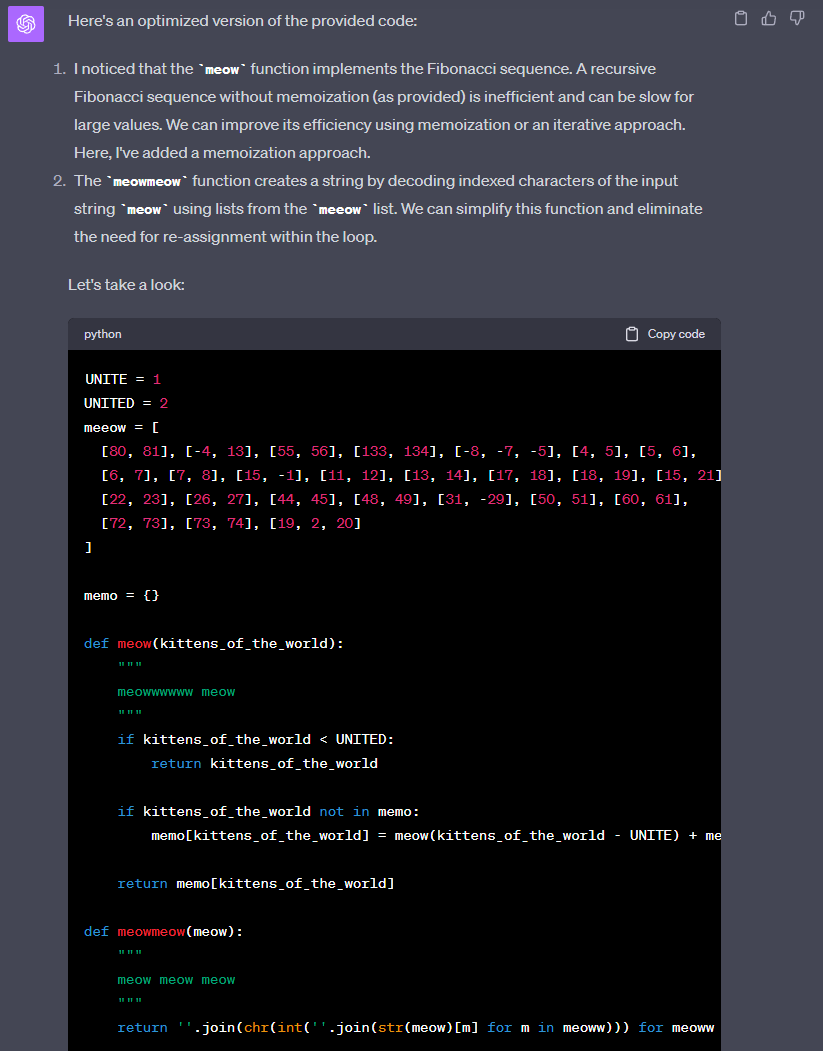 Here's an optimized version of the provided code:
1. I noticed that the `meow` function implements the Fibonacci sequence. A recursive
Fibonacci sequence without memoization (as provided) is inefficient and can be slow for
large values. We can improve its efficiency using memoization or an iterative approach.
Here, I've added a memoization approach.
2. The `meowmeow` function creates a string by decoding indexed characters of the input
string `meow` using lists from the `meeow` list. We can simplify this function and eliminate
the need for re-assignment within the loop.
Let's take a look:
python Copy code
UNITE = 1
UNITED = 2
meeow = [
[80, 81], [-4, 13], [55, 56], [133, 134], [-8, -7, -5], [4, 5], [5, 6],
[6, 7], [7, 8], [15, -1], [11, 12], [13, 14], [17, 18], [18, 19], [15, 21]
[22, 23], [26, 27], [44, 45], [48, 49], [31, -29], [50, 51], [60, 61],
[72, 73], [73, 74], [19, 2, 20]
]
memo = {}
def meow(kittens_of_the_world):
"""
meowwwwww meow
"""
if kittens_of_the_world < UNITED:
return kittens_of_the_world
if kittens_of_the_world not in memo:
memo[kittens_of_the_world] = meow(kittens_of_the_world - UNITE) + me
return memo[kittens_of_the_world]
def meowmeow(meow):
"""
meow meow meow
"""
return ''.join(chr(int(''.join(str(meow)[m] for m in meoww))) for meoww